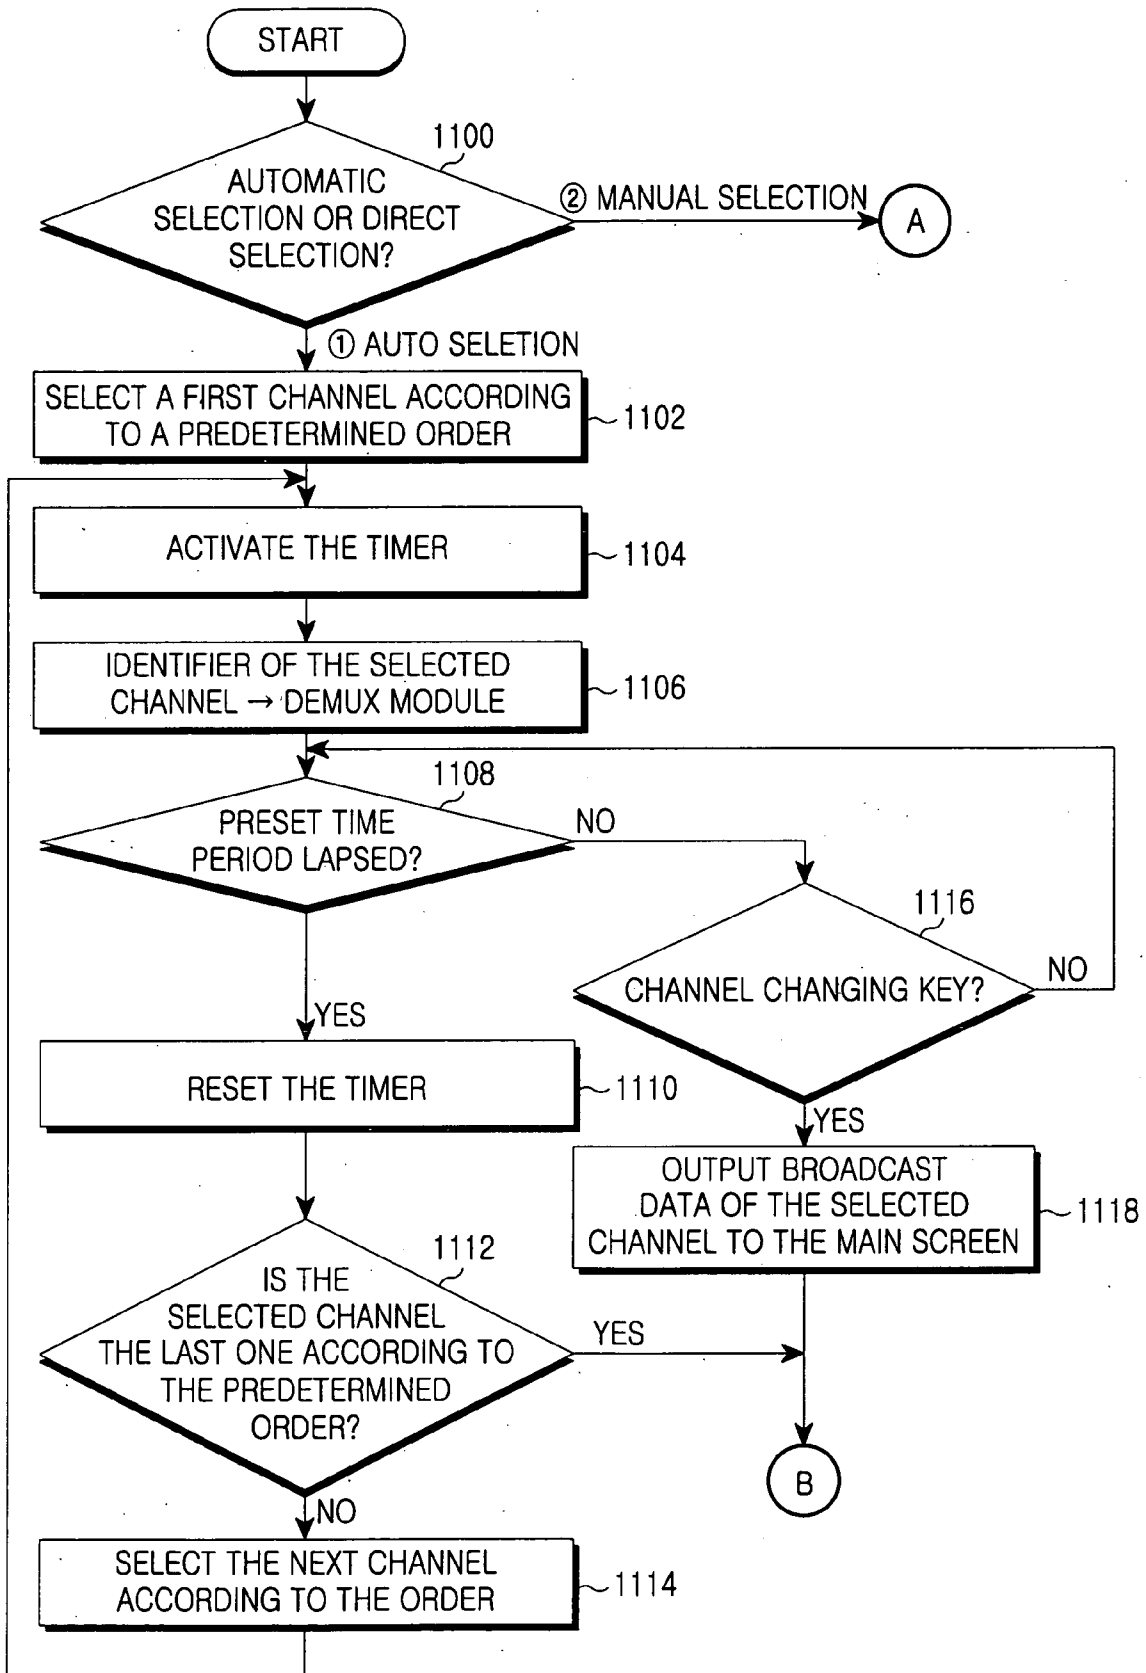 START
1100
AUTOMATIC
SELECTION OR DIRECT
SELECTION?
② MANUAL SELECTION
A
① AUTO SELETION
SELECT A FIRST CHANNEL ACCORDING
TO A PREDETERMINED ORDER
1102
ACTIVATE THE TIMER
1104
IDENTIFIER OF THE SELECTED
CHANNEL → DEMUX MODULE
1106
1108
PRESET TIME
PERIOD LAPSED?
NO
1116
CHANNEL CHANGING KEY?
NO
YES
RESET THE TIMER
1110
YES
OUTPUT BROADCAST
DATA OF THE SELECTED
CHANNEL TO THE MAIN SCREEN
1118
1112
IS THE
SELECTED CHANNEL
THE LAST ONE ACCORDING TO
THE PREDETERMINED
ORDER?
YES
B
NO
SELECT THE NEXT CHANNEL
ACCORDING TO THE ORDER
1114